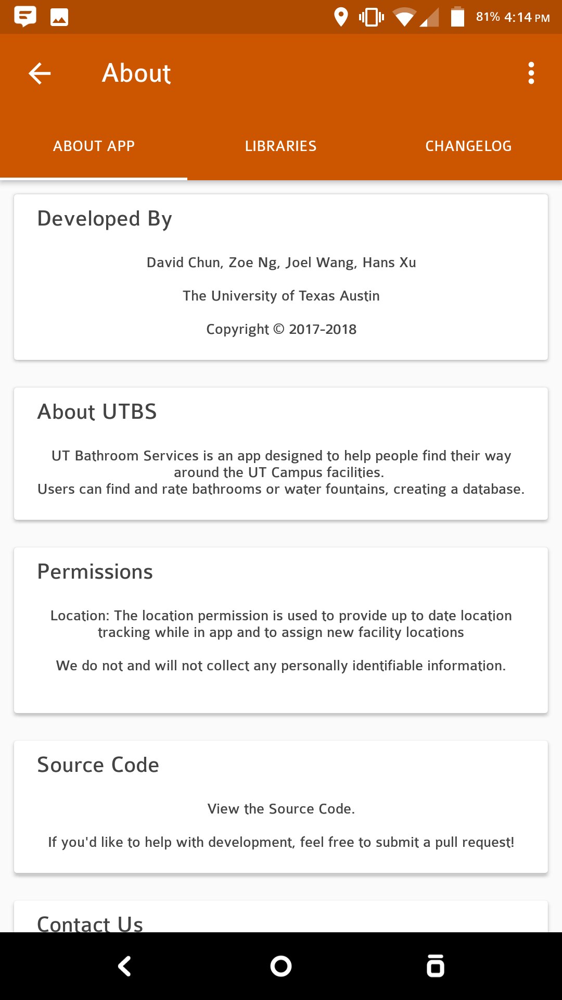 81% 4:14 PM
About
ABOUT APP
LIBRARIES
CHANGELOG
Developed By
David Chun, Zoe Ng, Joel Wang, Hans Xu
The University of Texas Austin
Copyright © 2017-2018
About UTBS
UT Bathroom Services is an app designed to help people find their way
around the UT Campus facilities.
Users can find and rate bathrooms or water fountains, creating a database.
Permissions
Location: The location permission is used to provide up to date location
tracking while in app and to assign new facility locations
We do not and will not collect any personally identifiable information.
Source Code
View the Source Code.
If you'd like to help with development, feel free to submit a pull request!
Contact Us